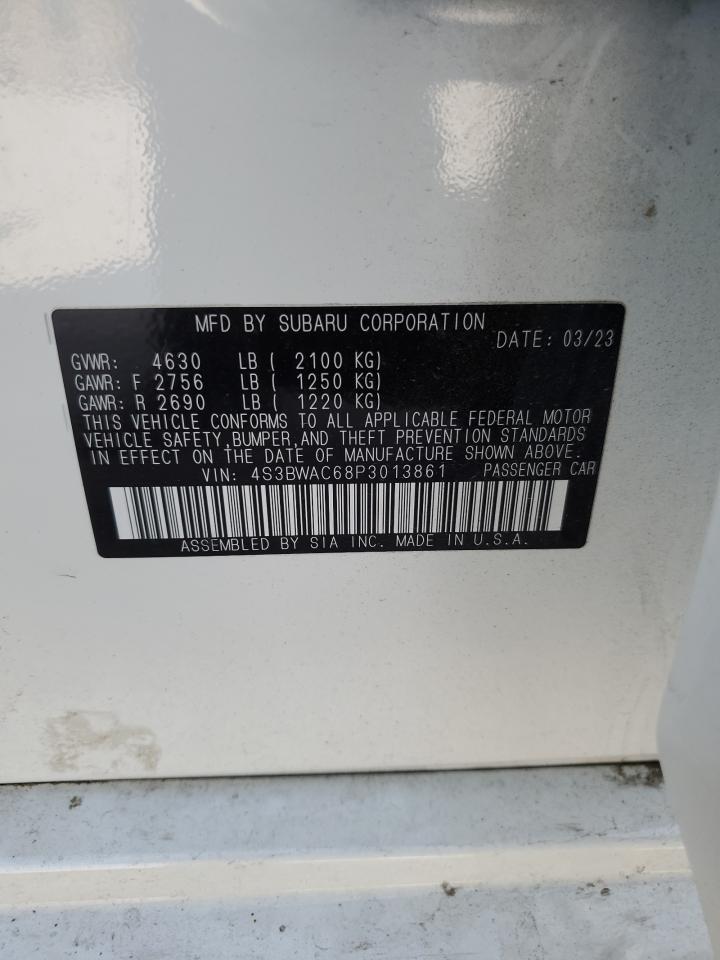 MFD BY SUBARU CORPORATION DATE: 03/23
GVWR: 4630 LB ( 2100 KG)
GAWR: F 2756 LB ( 1250 KG)
GAWR: R 2690 LB ( 1220 KG)
THIS VEHICLE CONFORMS TO ALL APPLICABLE FEDERAL MOTOR
VEHICLE SAFETY,BUMPER,AND THEFT PREVENTION STANDARDS
IN EFFECT ON THE DATE OF MANUFACTURE SHOWN ABOVE.
VIN: 4S3BWAC68P3013861 PASSENGER CAR
ASSEMBLED BY SIA INC. MADE IN U.S.A.